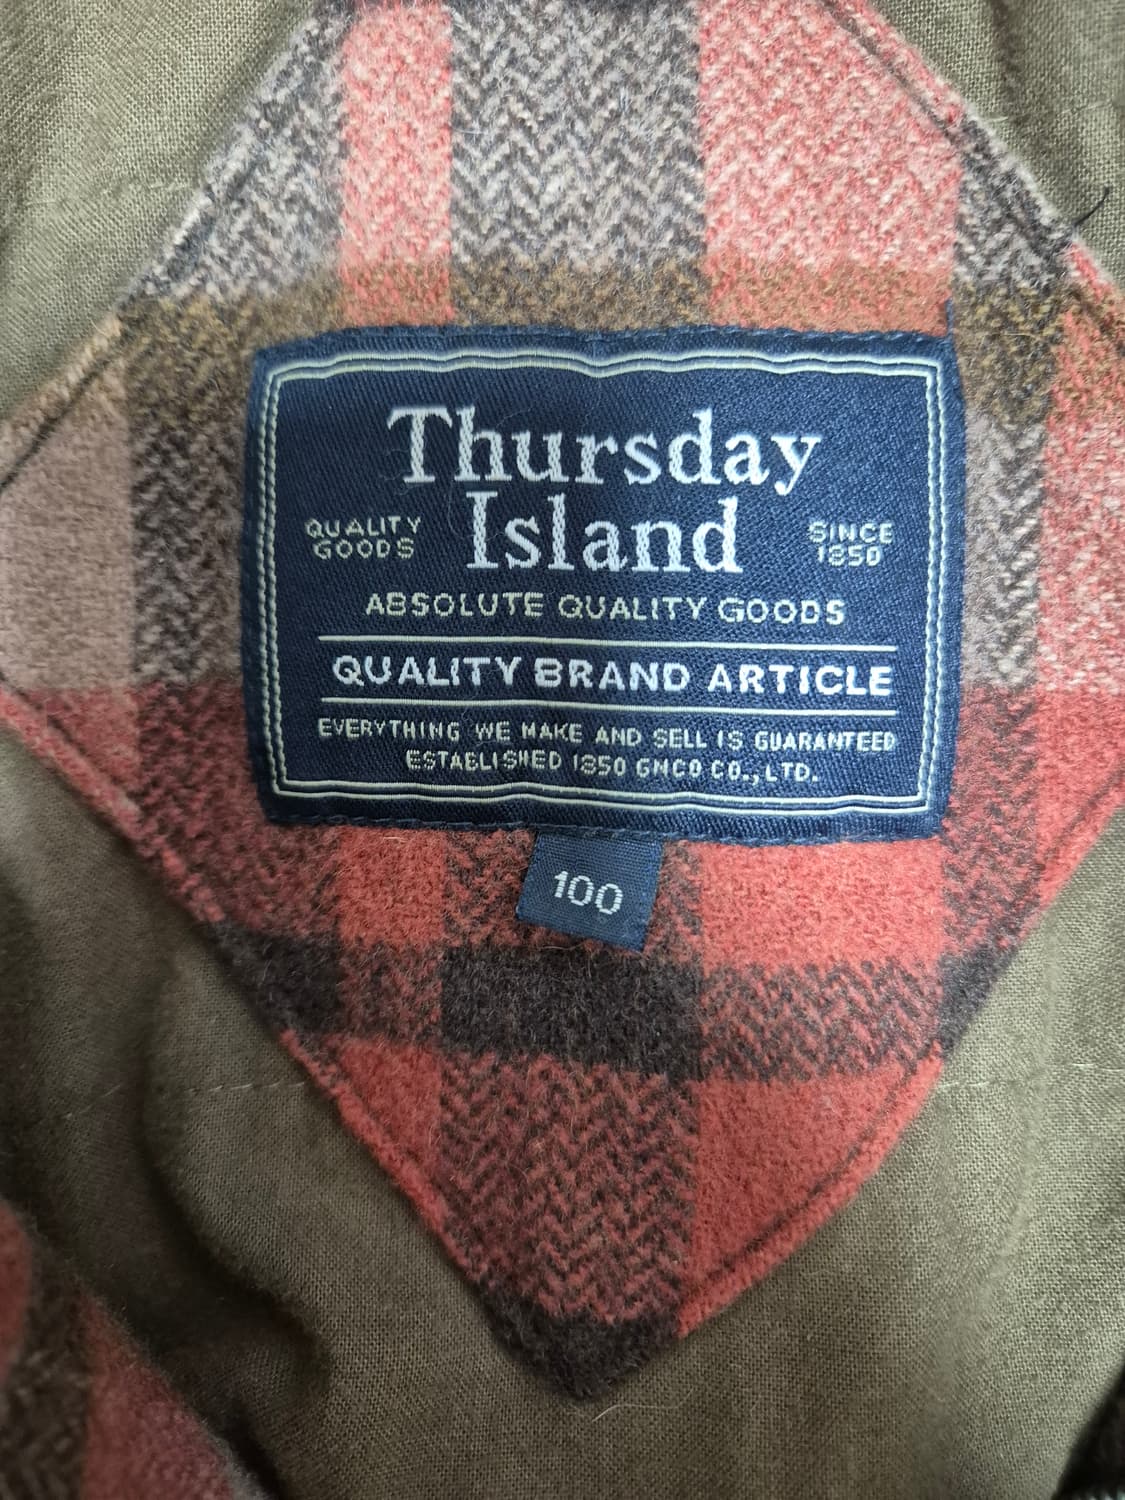 Thursday
Island
QUALITY
GOODS
SINCE
1850
ABSOLUTE QUALITY GOODS
QUALITY BRAND ARTICLE
EVERYTHING WE MAKE AND SELL IS GUARANTEED
ESTABLISHED 1850 GNCO CO.,LTD.
100